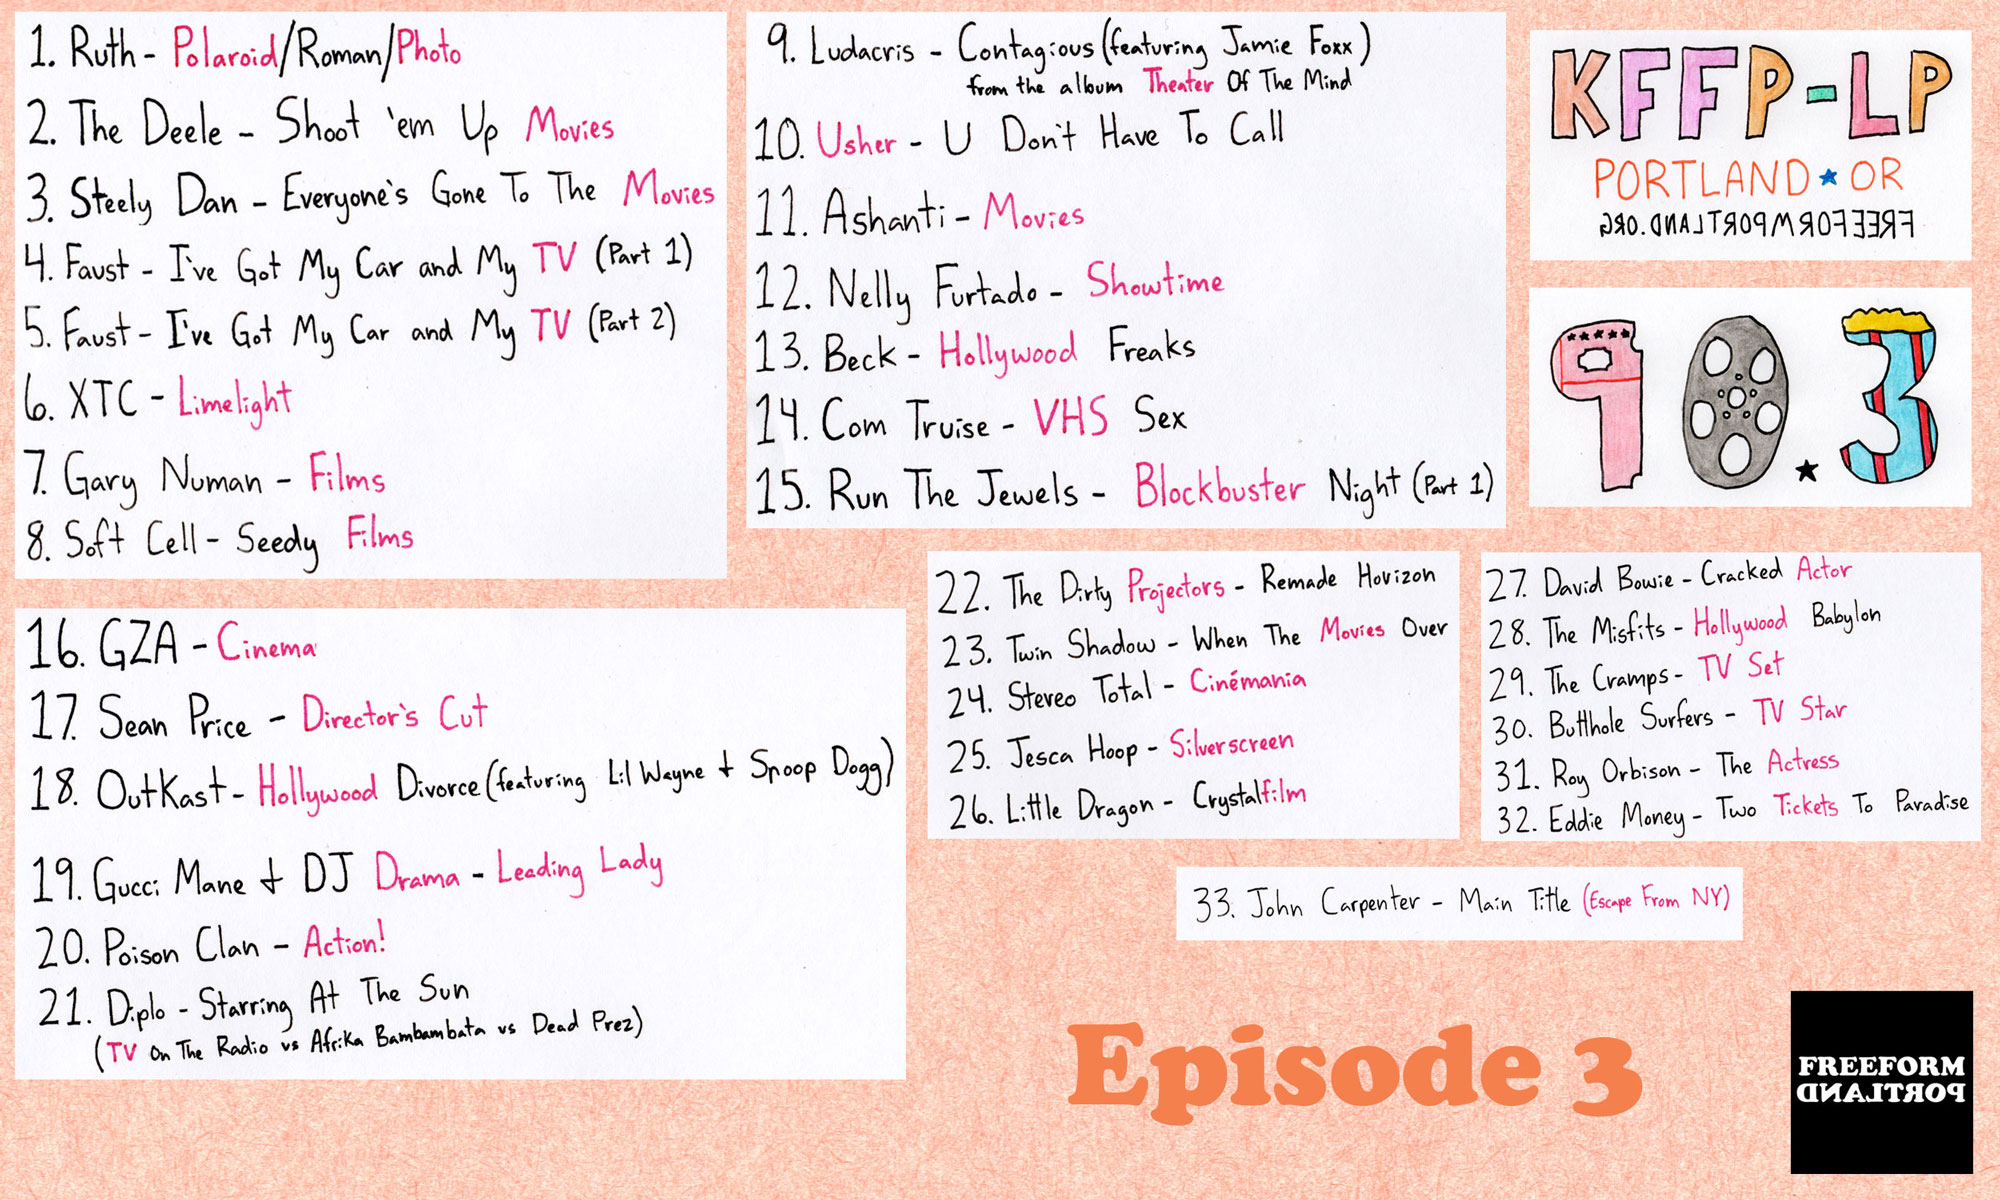 1. Ruth - Polaroid/Roman/Photo
2. The Deele - Shoot 'em Up Movies
3. Steely Dan - Everyone's Gone To The Movies
4. Faust - I've Got My Car and My TV (Part 1)
5. Faust - I've Got My Car and My TV (Part 2)
6. XTC - Limelight
7. Gary Numan - Films
8. Soft Cell - Seedy Films
9. Ludacris - Contagious (featuring Jamie Foxx)
from the album Theater Of The Mind
10. Usher - U Don't Have To Call
11. Ashanti - Movies
12. Nelly Furtado - Showtime
13. Beck - Hollywood Freaks
14. Com Truise - VHS Sex
15. Run The Jewels - Blockbuster Night (Part 1)
KFFP-LP
PORTLAND★OR
FREEFORMPORTLAND.ORG
90.3
16. GZA - Cinema
17. Sean Price - Director's Cut
18. OutKast - Hollywood Divorce (featuring Lil Wayne + Snoop Dogg)
19. Gucci Mane + DJ Drama - Leading Lady
20. Poison Clan - Action!
21. Diplo - Starring At The Sun
(TV On The Radio vs Afrika Bambambata vs Dead Prez)
22. The Dirty Projectors - Remade Horizon
23. Twin Shadow - When The Movies Over
24. Stereo Total - Cinémania
25. Jesca Hoop - Silverscreen
26. Little Dragon - Crystalfilm
27. David Bowie - Cracked Actor
28. The Misfits - Hollywood Babylon
29. The Cramps - TV Set
30. Butthole Surfers - TV Star
31. Roy Orbison - The Actress
32. Eddie Money - Two Tickets To Paradise
33. John Carpenter - Main Title (Escape From NY)
Episode 3
FREEFORM
PORTLAND